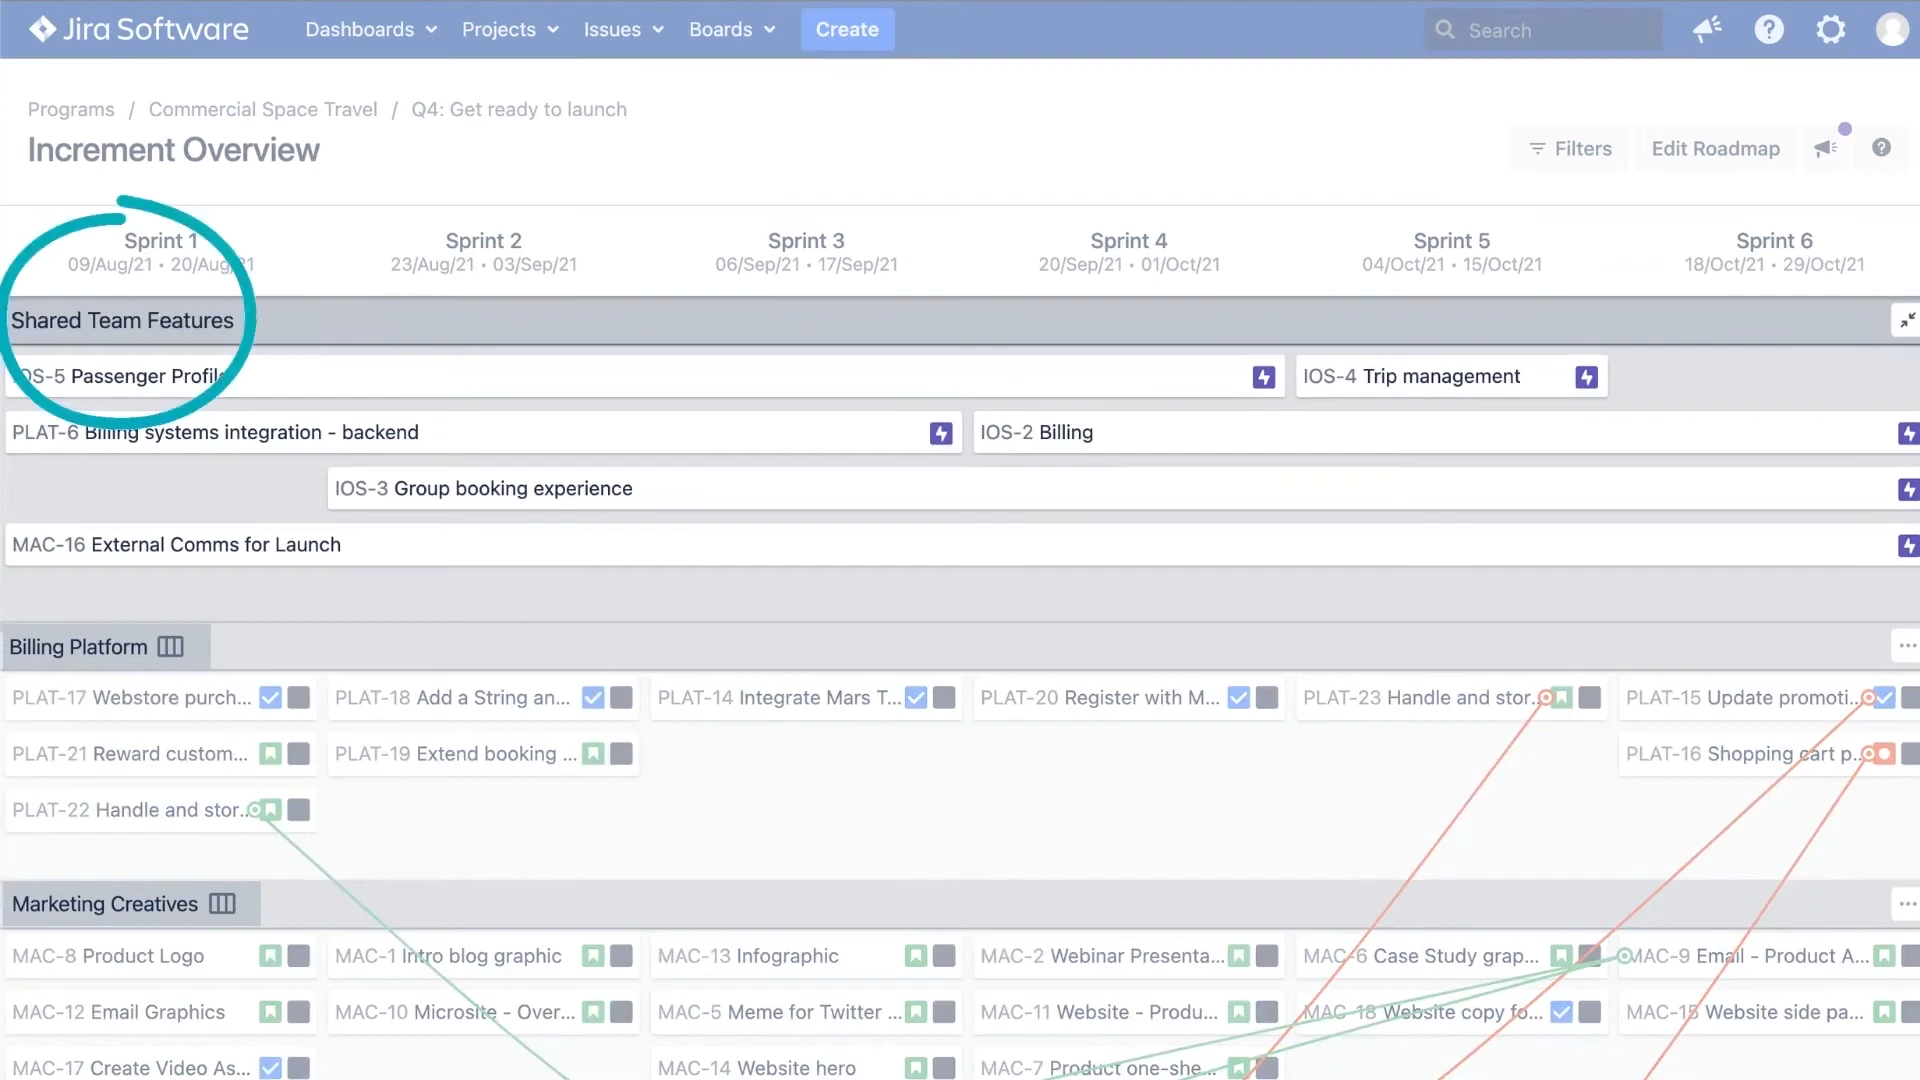 Jira Software Dashboards Projects Issues Boards Create Search
Programs / Commercial Space Travel / Q4: Get ready to launch
Increment Overview
Filters Edit Roadmap
Sprint 1 Sprint 2 Sprint 3 Sprint 4 Sprint 5 Sprint 6
09/Aug/21 • 20/Aug/21 23/Aug/21 • 03/Sep/21 06/Sep/21 • 17/Sep/21 20/Sep/21 • 01/Oct/21 04/Oct/21 • 15/Oct/21 18/Oct/21 • 29/Oct/21
Shared Team Features
IOS-5 Passenger Profile IOS-4 Trip management
PLAT-6 Billing systems integration - backend IOS-2 Billing
IOS-3 Group booking experience
MAC-16 External Comms for Launch
Billing Platform
PLAT-17 Webstore purch... PLAT-18 Add a String an... PLAT-14 Integrate Mars T... PLAT-20 Register with M... PLAT-23 Handle and stor... PLAT-15 Update promoti...
PLAT-21 Reward custom... PLAT-19 Extend booking ... PLAT-16 Shopping cart p...
PLAT-22 Handle and stor...
Marketing Creatives
MAC-8 Product Logo MAC-1 Intro blog graphic MAC-13 Infographic MAC-2 Webinar Presenta... MAC-6 Case Study grap... MAC-9 Email - Product A...
MAC-12 Email Graphics MAC-10 Microsite - Over... MAC-5 Meme for Twitter ... MAC-11 Website - Produ... MAC-18 Website copy fo... MAC-15 Website side pa...
MAC-17 Create Video As... MAC-14 Website hero MAC-7 Product one-she...